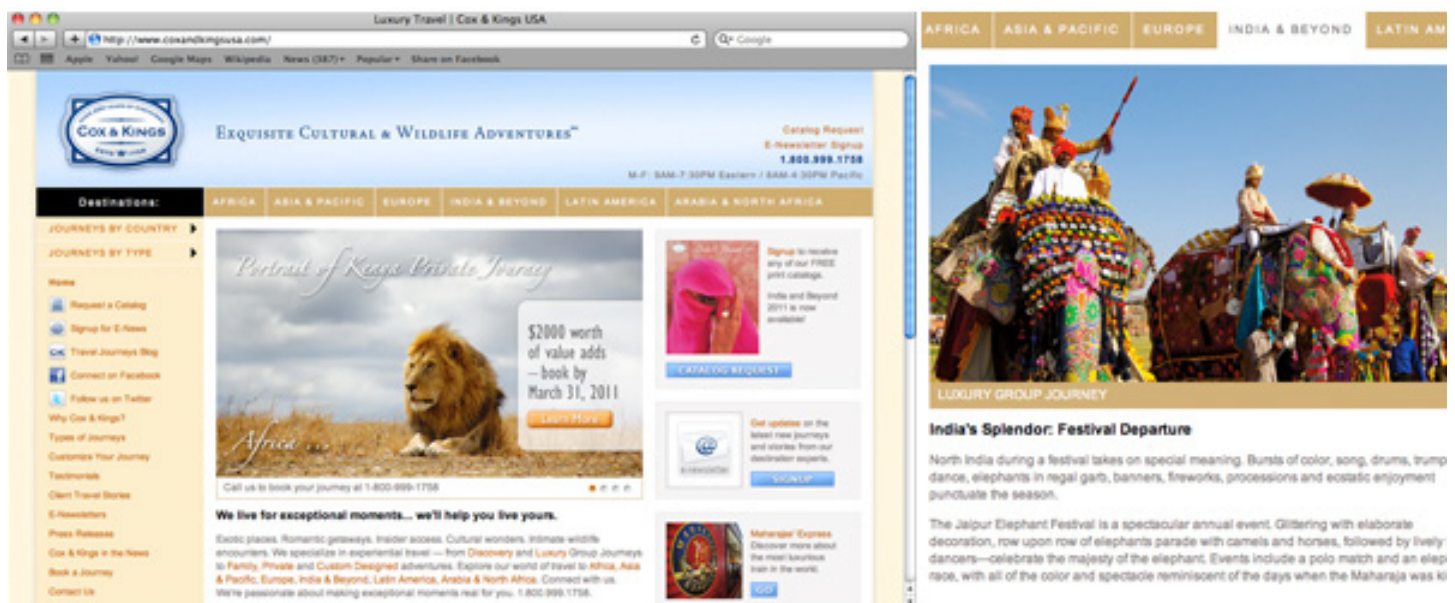 Luxury Travel | Cox & Kings USA
http://www.coxandkingsusa.com/
Google
Apple Yahoo! Google Maps Wikipedia News (387) Popular Share on Facebook
COX & KINGS
EXQUISITE CULTURAL & WILDLIFE ADVENTURES
Catalog Request
E-Newsletter Signup
1.800.999.1758
M-F: 9AM-7:30PM Eastern / 6AM-4:30PM Pacific
Destinations:
AFRICA ASIA & PACIFIC EUROPE INDIA & BEYOND LATIN AMERICA ARABIA & NORTH AFRICA
JOURNEYS BY COUNTRY
JOURNEYS BY TYPE
Home
Request a Catalog
Signup for E-News
Travel Journeys Blog
Connect on Facebook
Follow us on Twitter
Why Cox & Kings?
Types of Journeys
Customize Your Journey
Testimonials
Client Travel Stories
E-Newsletters
Press Releases
Cox & Kings in the News
Book a Journey
Contact Us
Portrait of Kenya Private Journey
$2000 worth
of value adds
– book by
March 31, 2011
Learn More
Africa ...
Call us to book your journey at 1-800-999-1758
We live for exceptional moments... we'll help you live yours.
Exotic places. Romantic getaways. Insider access. Cultural wonders. Intimate wildlife
encounters. We specialize in experiential travel — from Discovery and Luxury Group Journeys
to Family, Private and Custom Designed adventures. Explore our world of travel to Africa, Asia
& Pacific, Europe, India & Beyond, Latin America, Arabia & North Africa. Connect with us.
We're passionate about making exceptional moments real for you. 1.800.999.1758.
Signup to receive
any of our FREE
print catalogs.
India and Beyond
2011 is now
available!
CATALOG REQUEST
Get updates on the
latest new journeys
and stories from our
destination experts.
e-newsletter
SIGNUP
Maharajas' Express
Discover more about
the most luxurious
train in the world.
GO
AFRICA ASIA & PACIFIC EUROPE INDIA & BEYOND LATIN AM
LUXURY GROUP JOURNEY
India's Splendor: Festival Departure
North India during a festival takes on special meaning. Bursts of color, song, drums, trump
dance, elephants in regal garb, banners, fireworks, processions and ecstatic enjoyment
punctuate the season.
The Jaipur Elephant Festival is a spectacular annual event. Glittering with elaborate
decoration, row upon row of elephants parade with camels and horses, followed by lively
dancers—celebrate the majesty of the elephant. Events include a polo match and an elep
race, with all of the color and spectacle reminiscent of the days when the Maharaja was ki